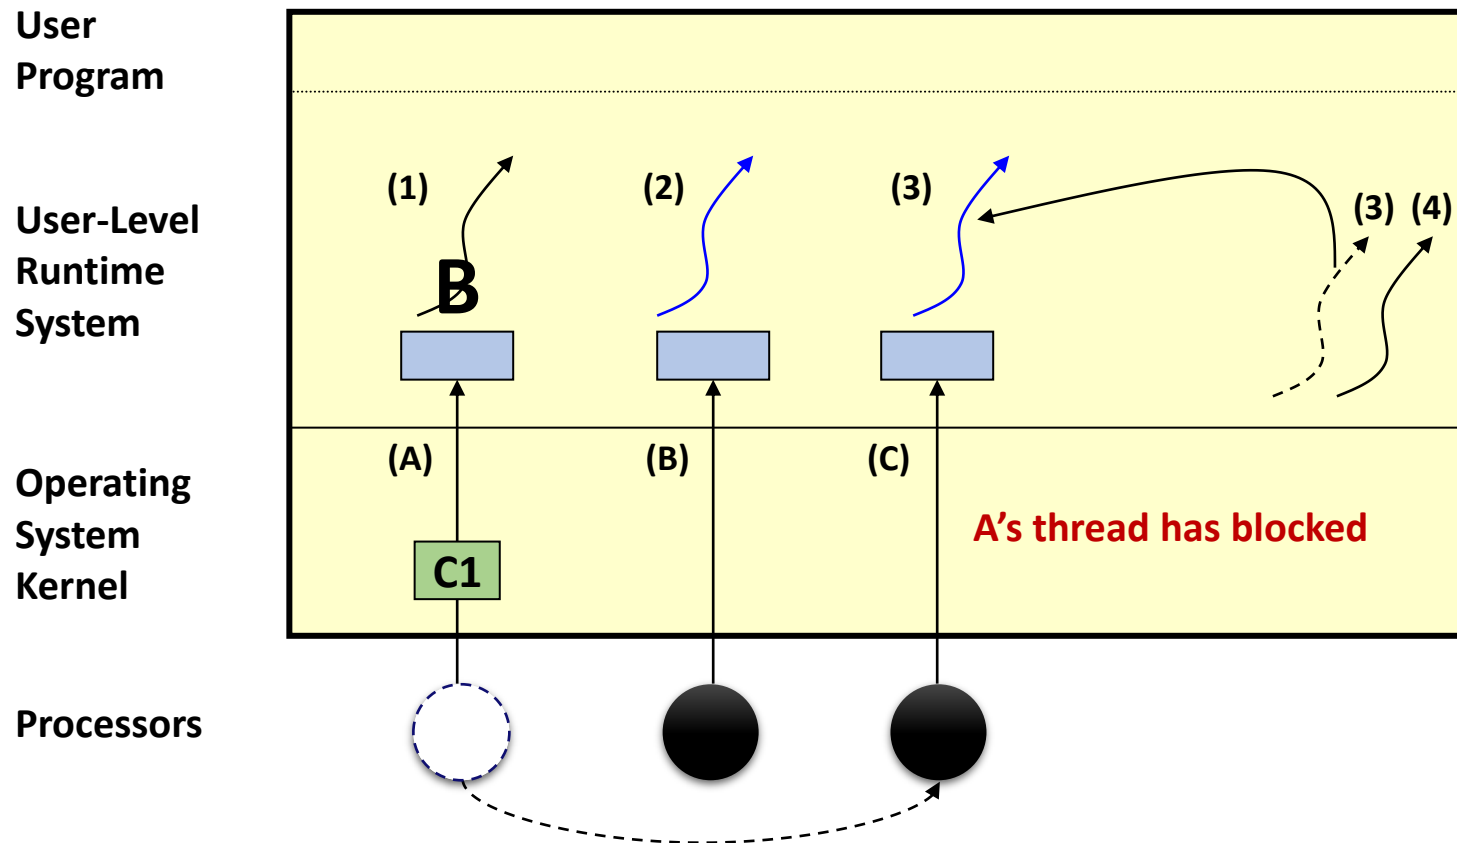 User
Program
(1)
(2)
(3)
(3) (4)
User-Level
Runtime
System
B
(A)
(B)
(C)
Operating
System
Kernel
A’s thread has blocked
C1
Processors